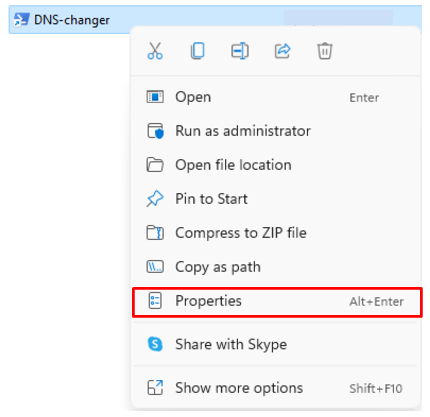 DNS-changer
Open Enter
Run as administrator
Open file location
Pin to Start
Compress to ZIP file
Copy as path
Properties Alt+Enter
Share with Skype
Show more options Shift+F10